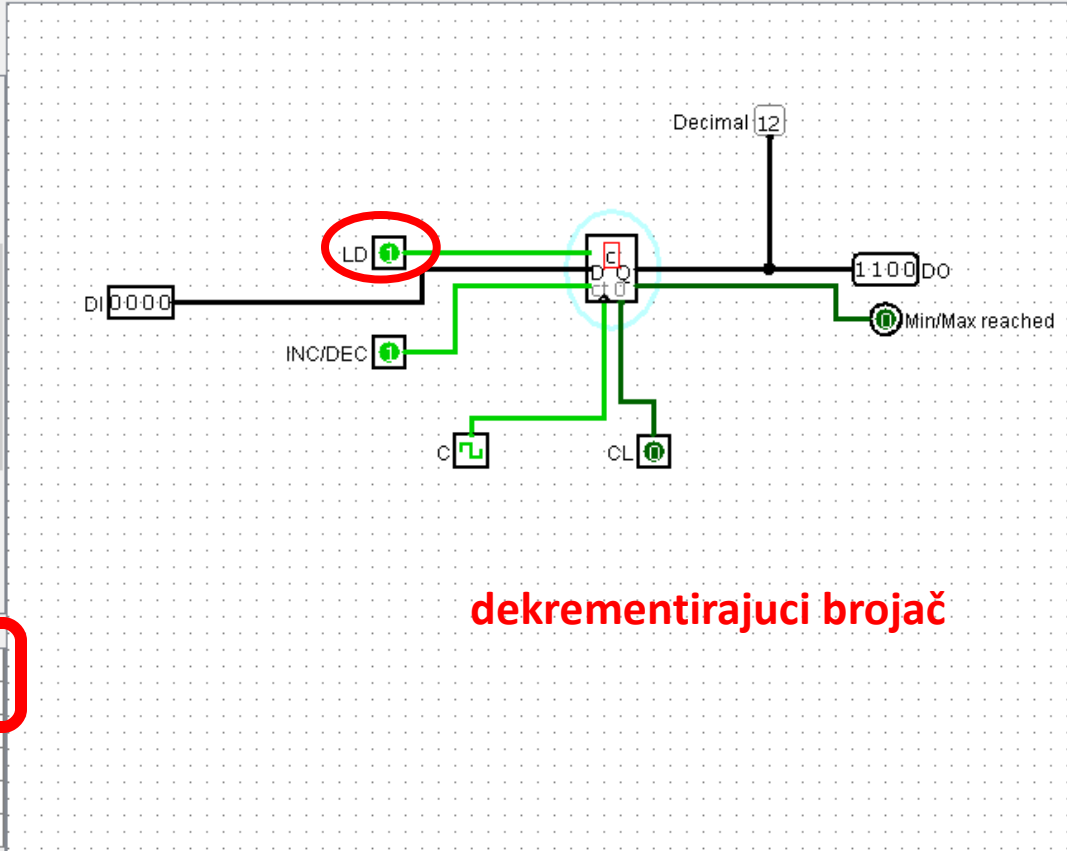 Decimal 12
LD 1
C
D Q
ct 0
1100 DO
DI 0000
0 Min/Max reached
INC/DEC 1
C
CL 0
dekrementirajuci brojač